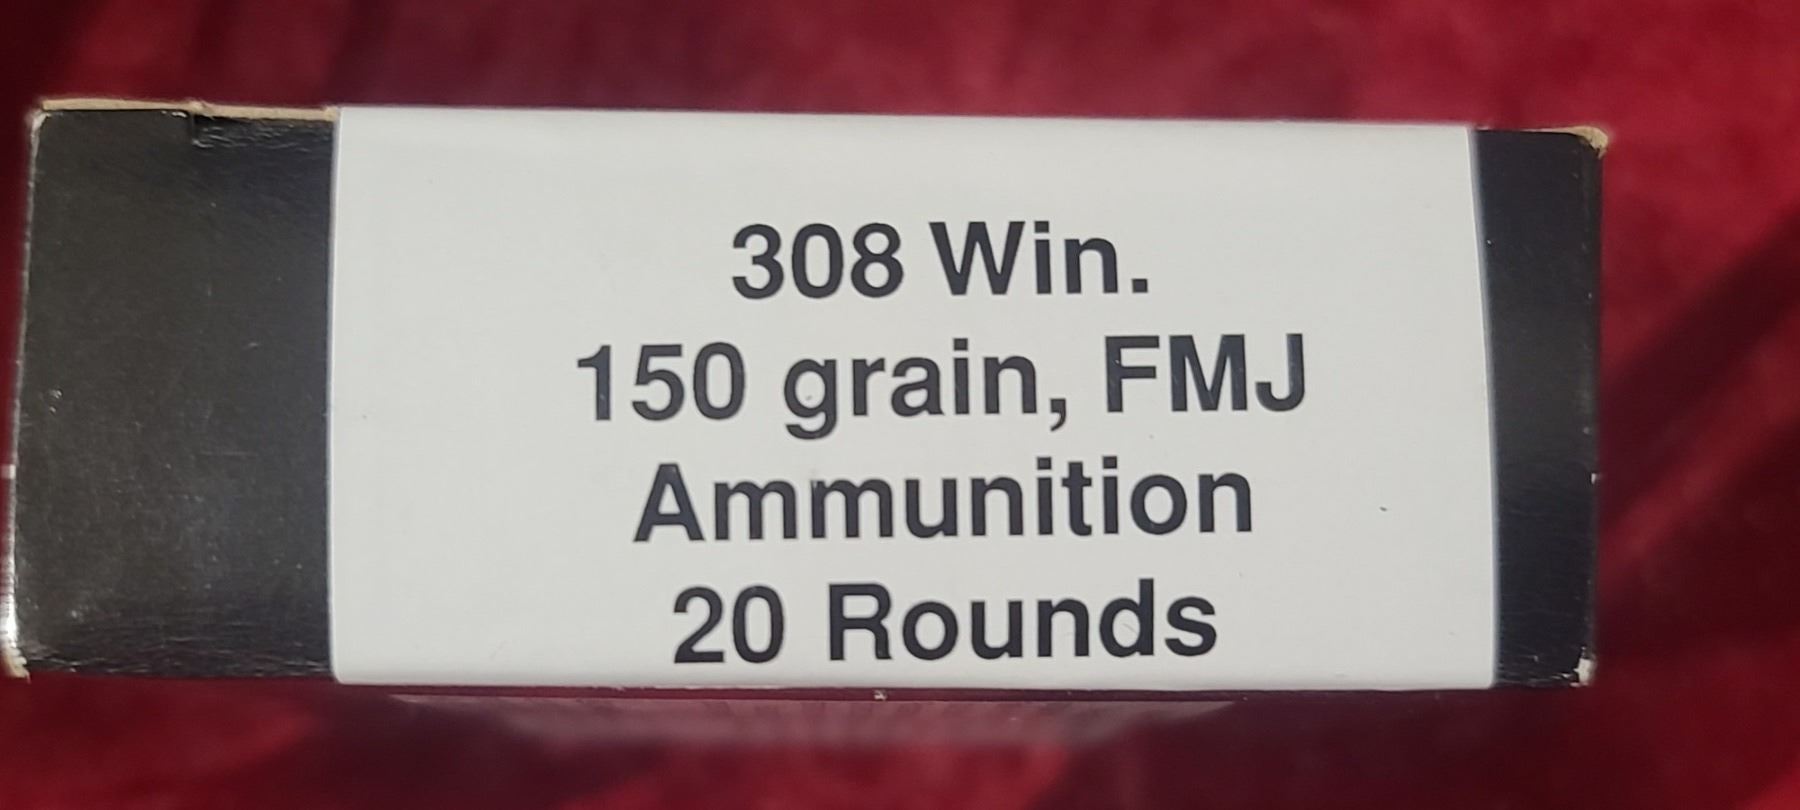 308 Win.
150 grain, FMJ
Ammunition
20 Rounds